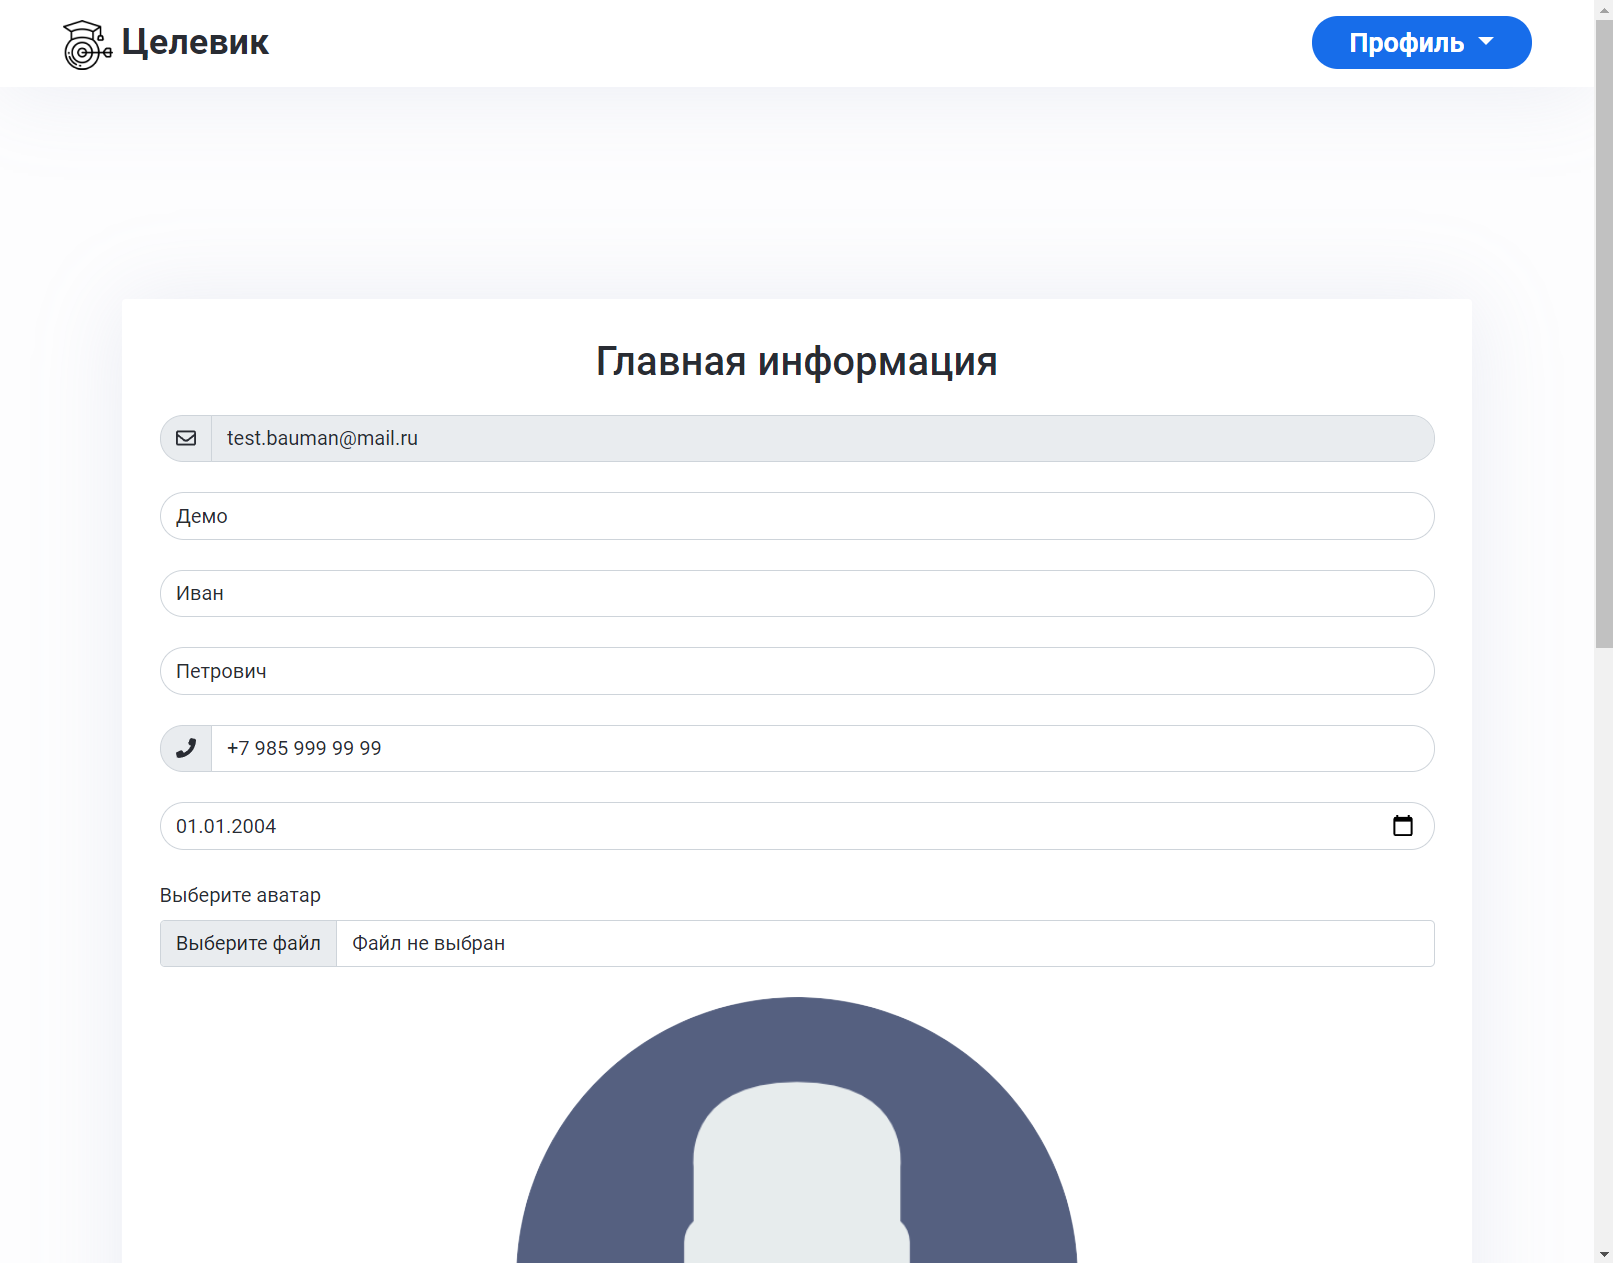 Целевик
Профиль
Главная информация
test.bauman@mail.ru
Демо
Иван
Петрович
+7 985 999 99 99
01.01.2004
Выберите аватар
Выберите файл Файл не выбран